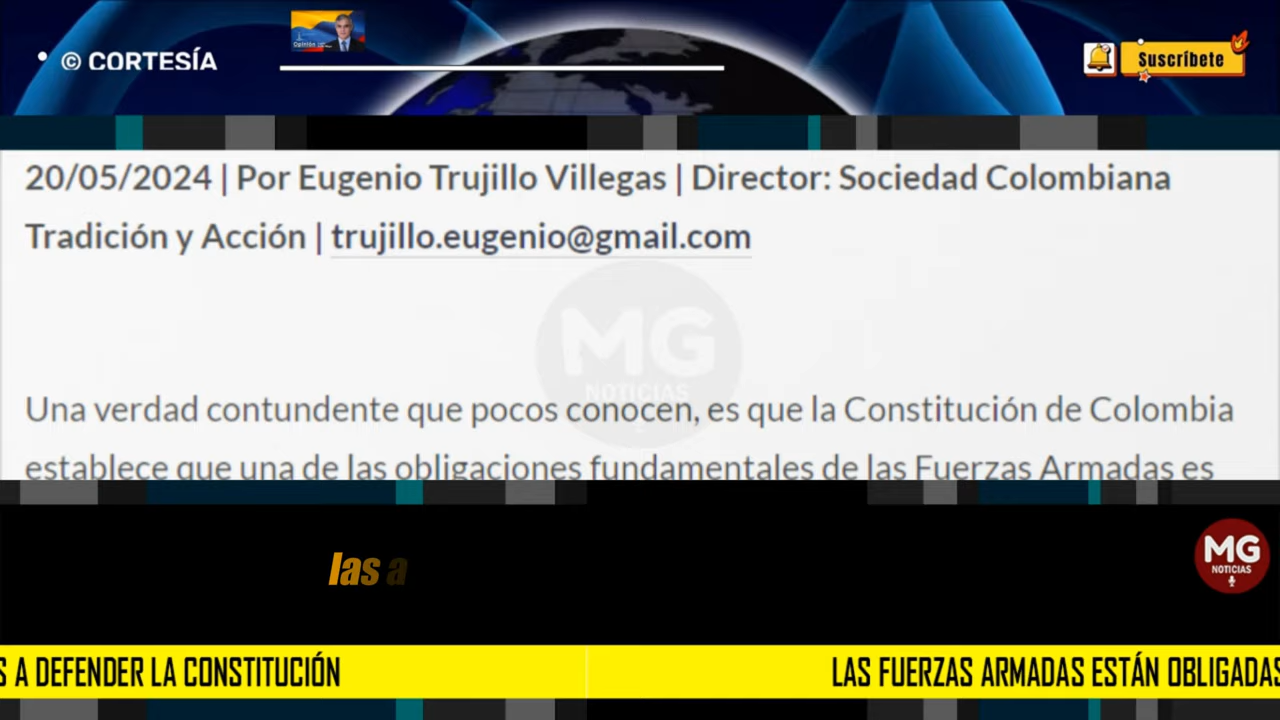 © CORTESÍA
Suscríbete
20/05/2024 | Por Eugenio Trujillo Villegas | Director: Sociedad Colombiana
Tradición y Acción | trujillo.eugenio@gmail.com
MG
NOTICIAS
Una verdad contundente que pocos conocen, es que la Constitución de Colombia
establece que una de las obligaciones fundamentales de las Fuerzas Armadas es
las a
MG
NOTICIAS
S A DEFENDER LA CONSTITUCIÓN
LAS FUERZAS ARMADAS ESTÁN OBLIGADAS